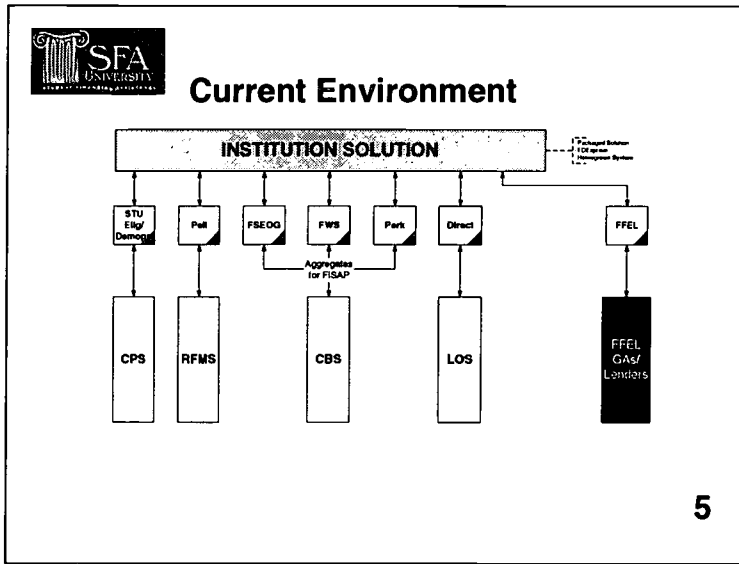 SFA
UNIVERSITY
Current Environment
INSTITUTION SOLUTION
Packaged Solution
Homegrown System
STU
Elig/
Demogr
Pell
FSEOG
FWS
Perk
Direct
FFEL
Aggregates
for FISAP
CPS
RFMS
CBS
LOS
FFEL
GAs/
Lenders
5